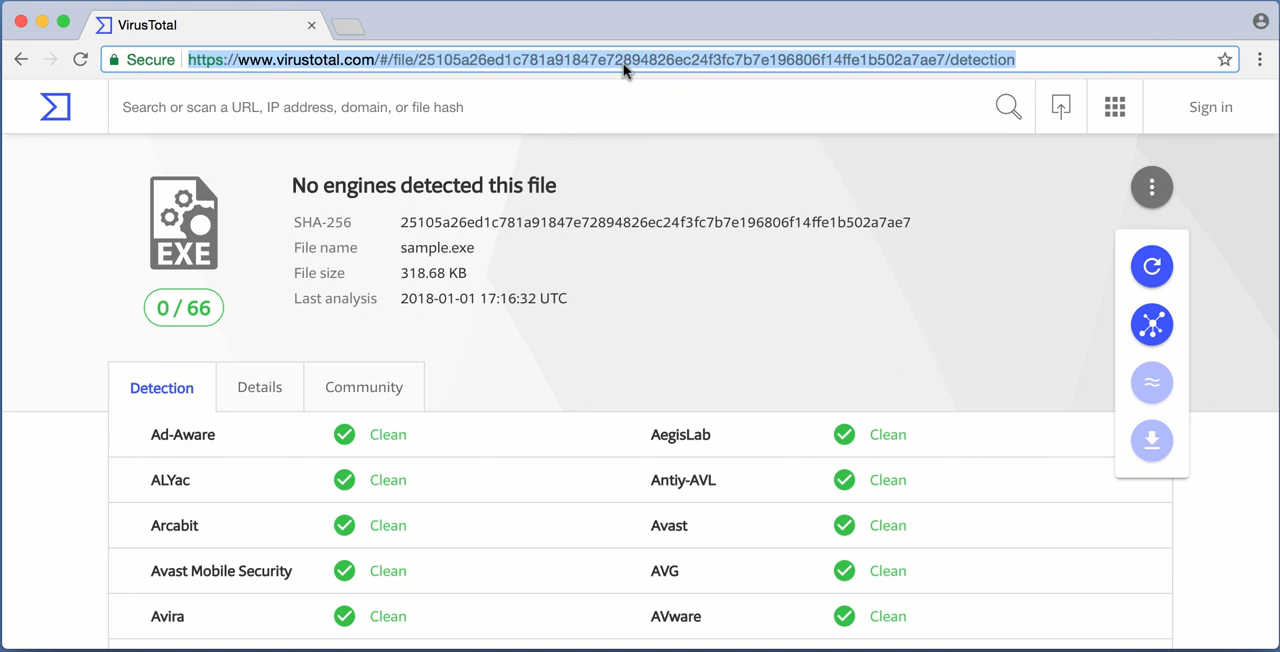 VirusTotal
Secure https://www.virustotal.com/#/file/25105a26ed1c781a91847e72894826ec24f3fc7b7e196806f14ffe1b502a7ae7/detection
Search or scan a URL, IP address, domain, or file hash
Sign in
No engines detected this file
SHA-256 25105a26ed1c781a91847e72894826ec24f3fc7b7e196806f14ffe1b502a7ae7
File name sample.exe
File size 318.68 KB
Last analysis 2018-01-01 17:16:32 UTC
EXE
0 / 66
Detection Details Community
Ad-Aware Clean AegisLab Clean
ALYac Clean Antiy-AVL Clean
Arcabit Clean Avast Clean
Avast Mobile Security Clean AVG Clean
Avira Clean AVware Clean